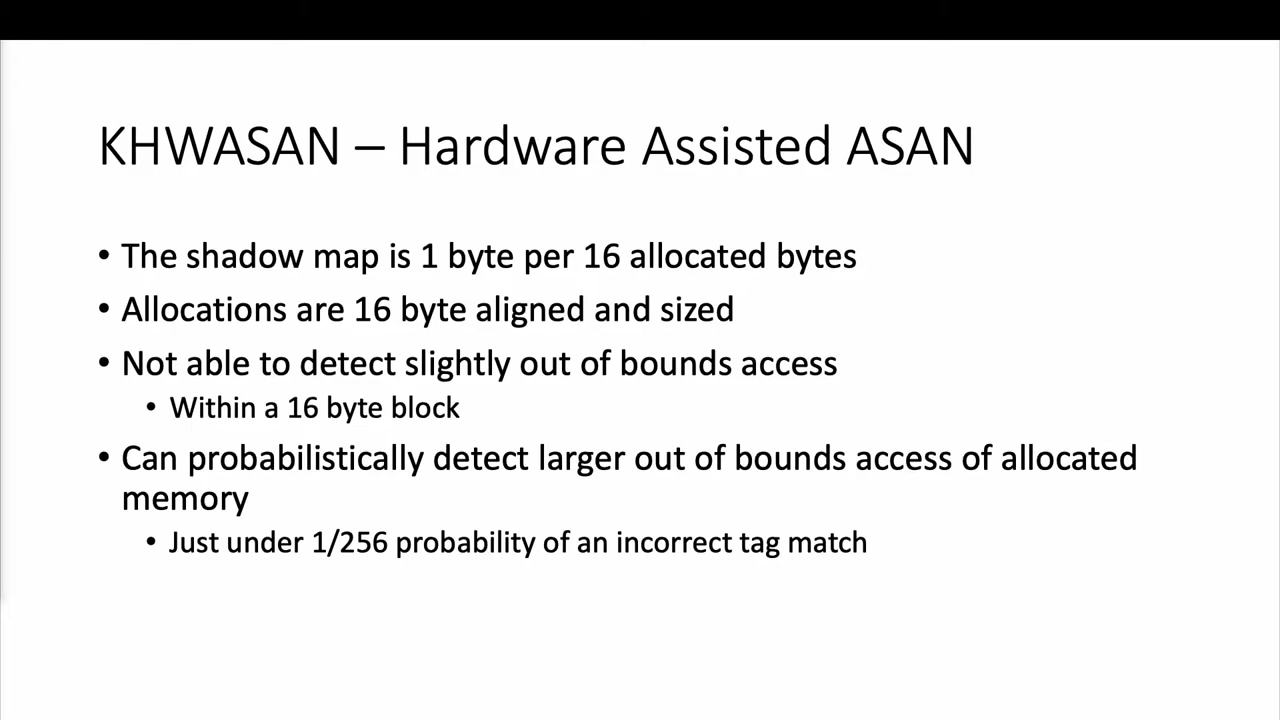 KHWASAN – Hardware Assisted ASAN
• The shadow map is 1 byte per 16 allocated bytes
• Allocations are 16 byte aligned and sized
• Not able to detect slightly out of bounds access
• Within a 16 byte block
• Can probabilistically detect larger out of bounds access of allocated
memory
• Just under 1/256 probability of an incorrect tag match